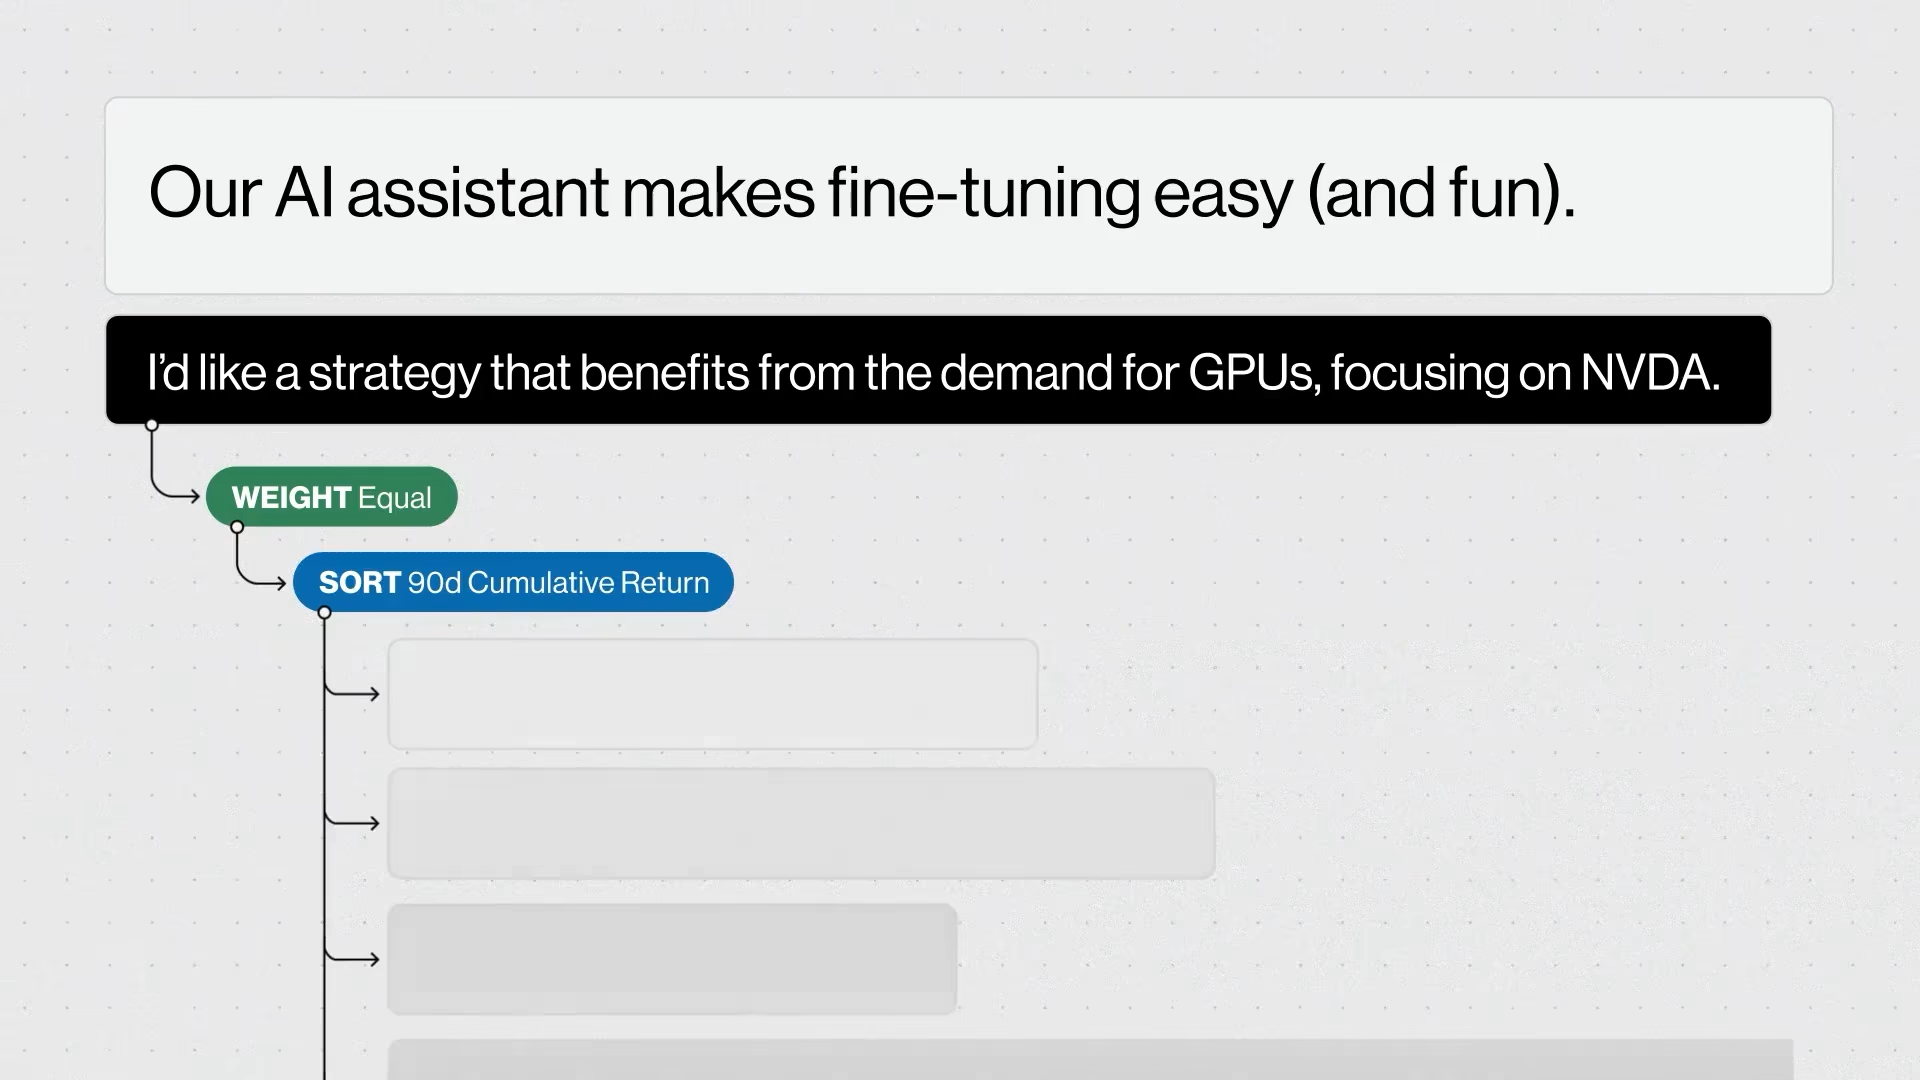 Our AI assistant makes fine-tuning easy (and fun).
I’d like a strategy that benefits from the demand for GPUs, focusing on NVDA.
WEIGHT Equal
SORT 90d Cumulative Return